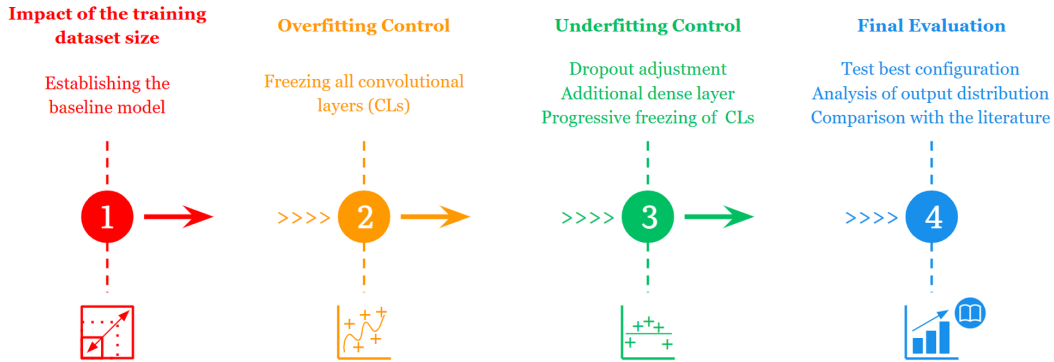 Impact of the training
dataset size
Establishing the
baseline model
1
Overfitting Control
Freezing all convolutional
layers (CLs)
>>>> 2
Underfitting Control
Dropout adjustment
Additional dense layer
Progressive freezing of CLs
>>>> 3
Final Evaluation
Test best configuration
Analysis of output distribution
Comparison with the literature
>>>> 4